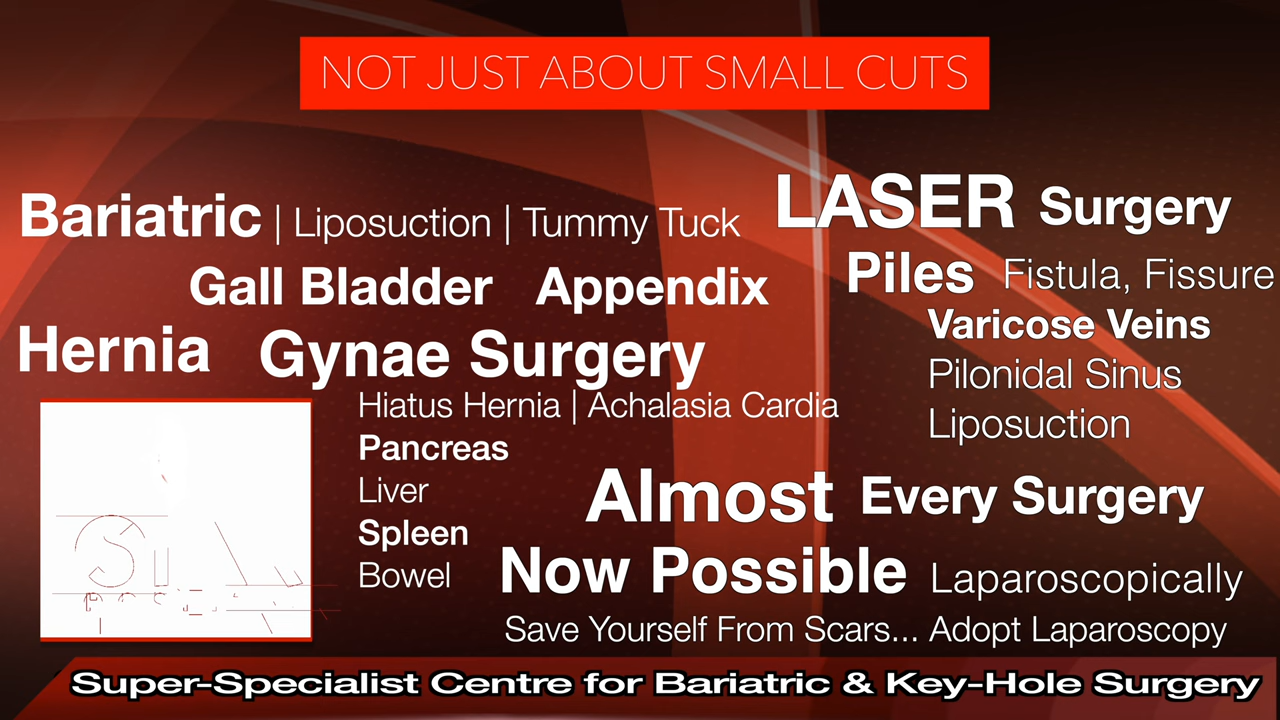 NOT JUST ABOUT SMALL CUTS
Bariatric | Liposuction | Tummy Tuck
Gall Bladder Appendix
Hernia Gynae Surgery
Hiatus Hernia | Achalasia Cardia
Pancreas
Liver
Spleen
Bowel
LASER Surgery
Piles Fistula, Fissure
Varicose Veins
Pilonidal Sinus
Liposuction
Almost Every Surgery
Now Possible Laparoscopically
Save Yourself From Scars... Adopt Laparoscopy
Super-Specialist Centre for Bariatric & Key-Hole Surgery